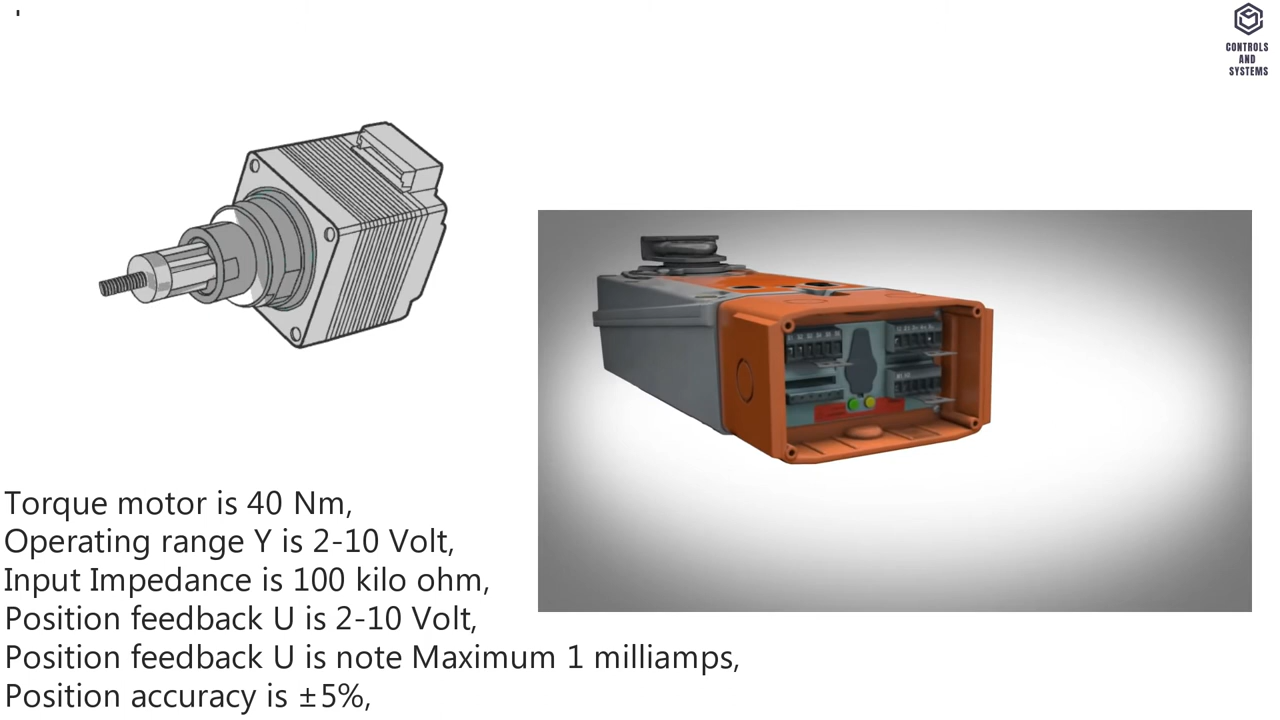 CONTROLS
AND
SYSTEMS
Torque motor is 40 Nm,
Operating range Y is 2-10 Volt,
Input Impedance is 100 kilo ohm,
Position feedback U is 2-10 Volt,
Position feedback U is note Maximum 1 milliamps,
Position accuracy is ±5%,